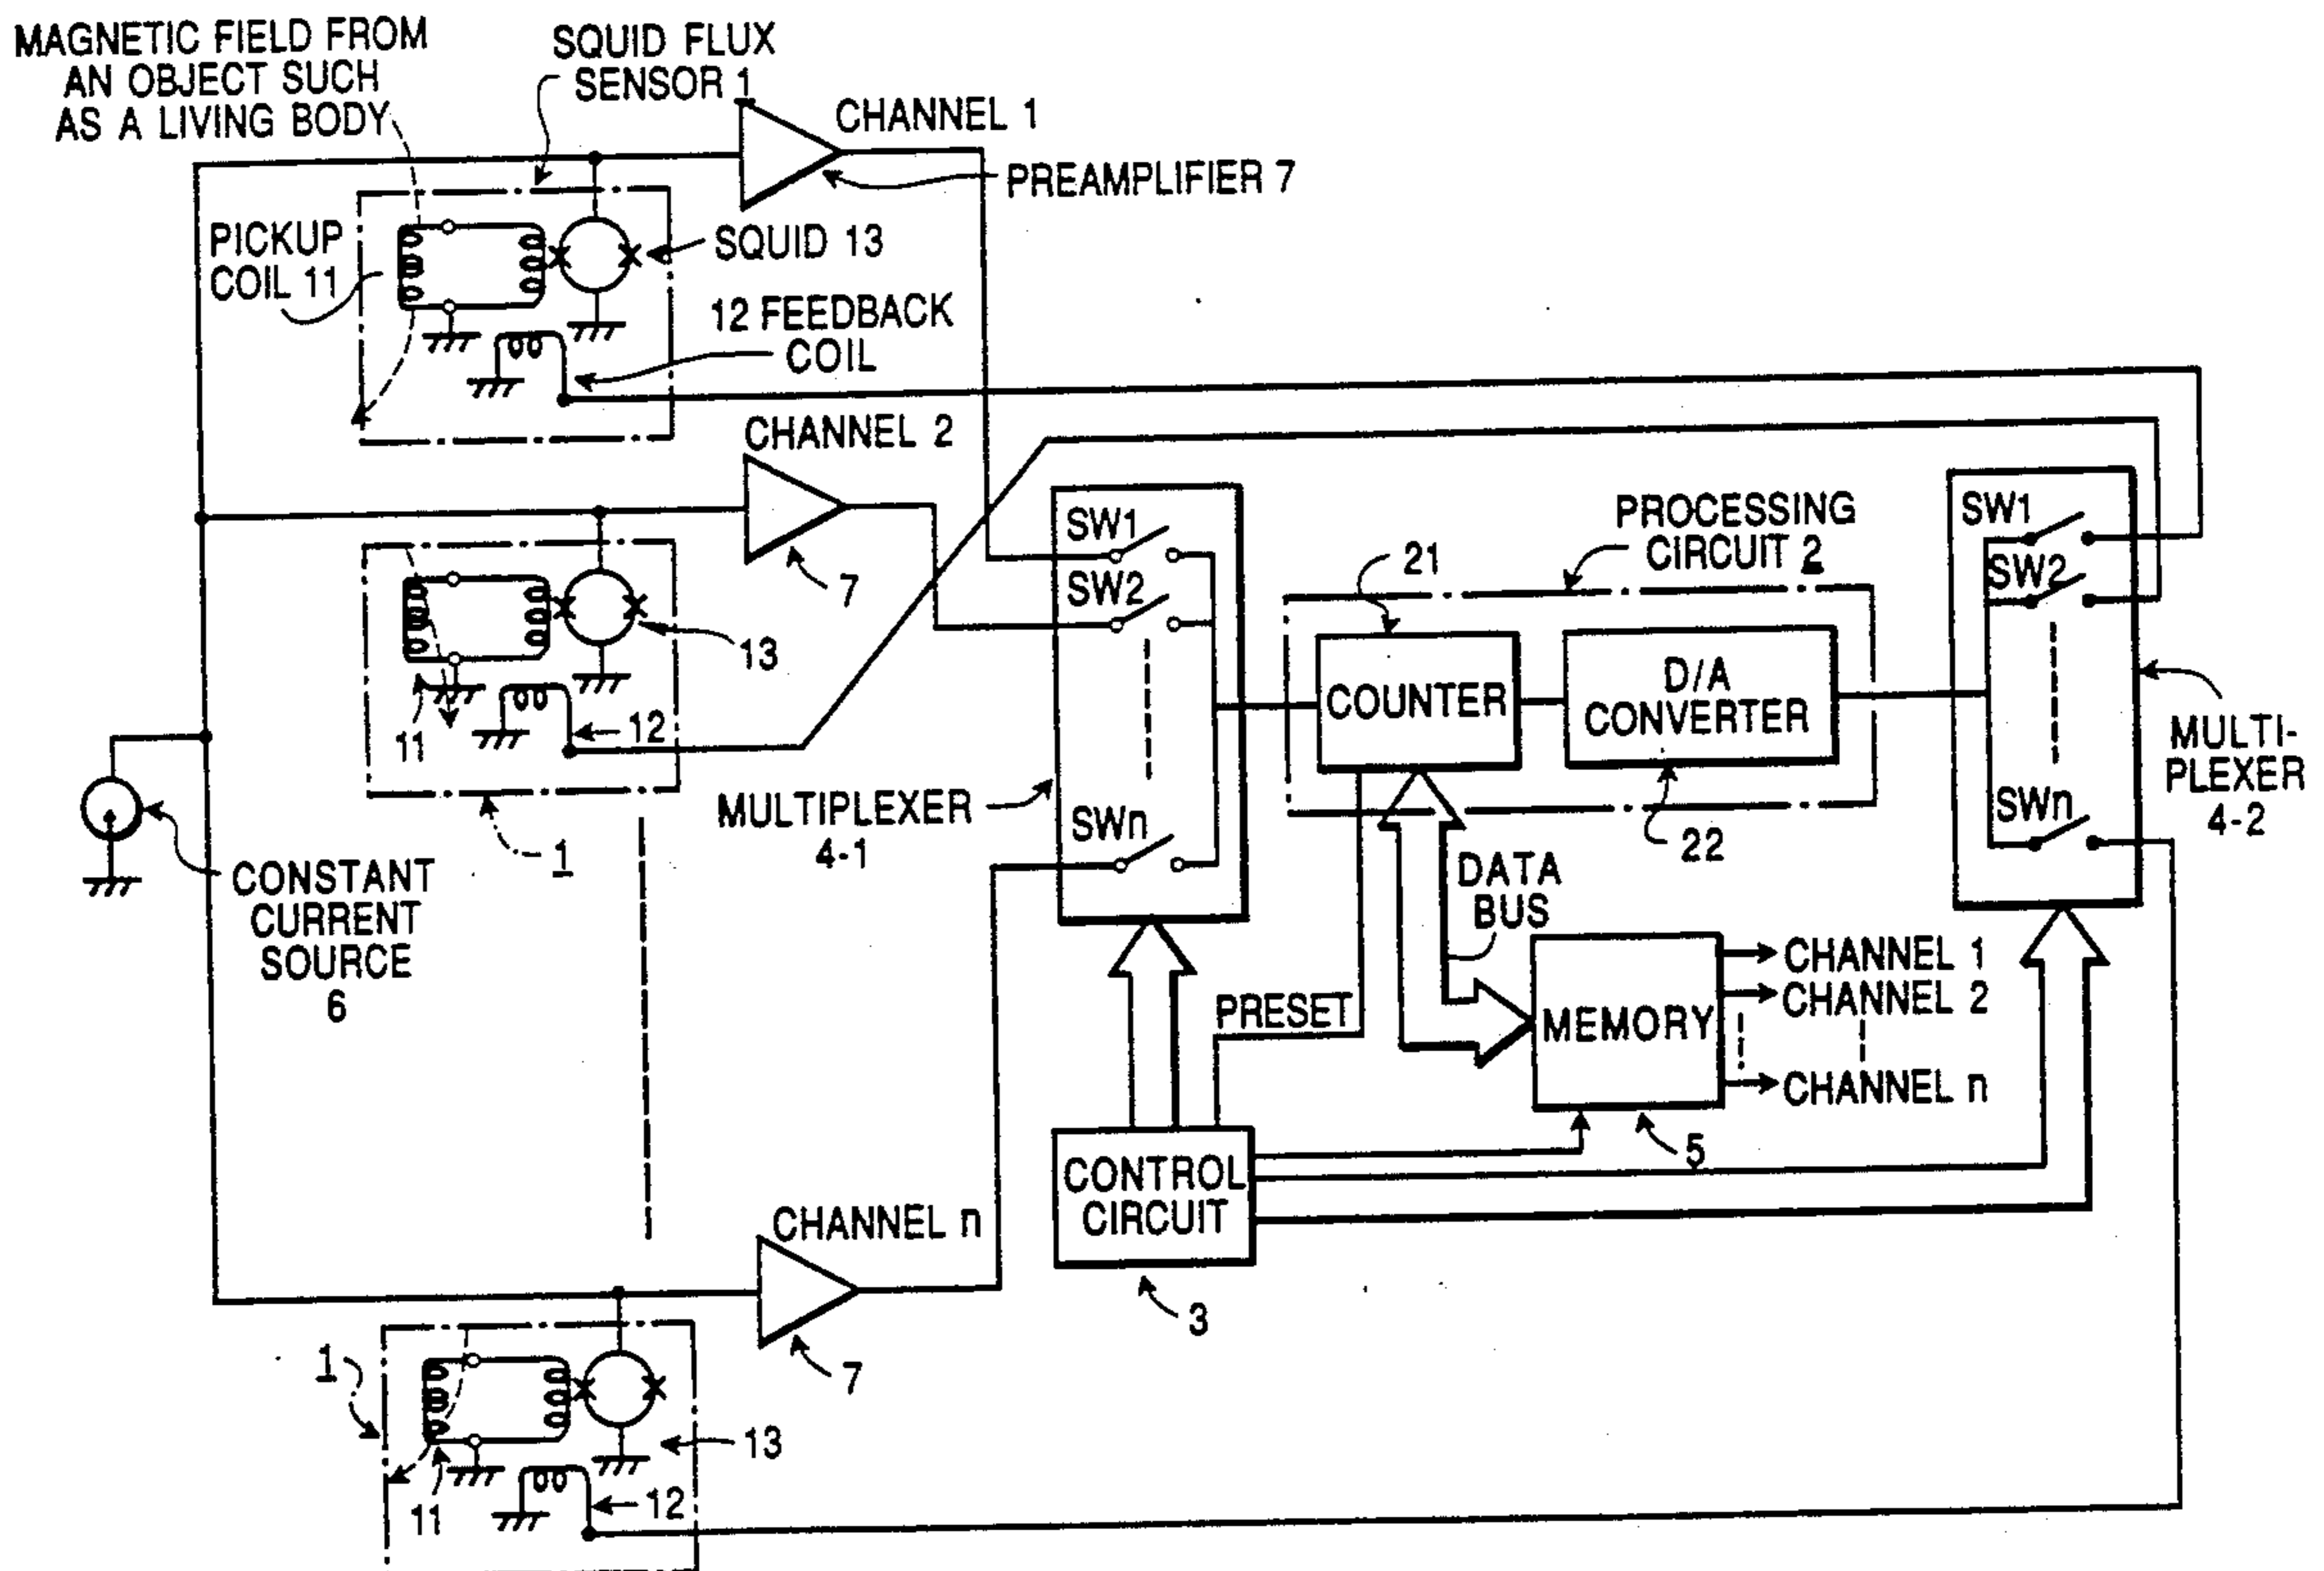 MAGNETIC FIELD FROM
AN OBJECT SUCH
AS A LIVING BODY
SQUID FLUX
SENSOR 1
CHANNEL 1
PREAMPLIFIER 7
PICKUP
COIL 11
SQUID 13
12 FEEDBACK
COIL
CHANNEL 2
7
13
11
12
1
CONSTANT
CURRENT
SOURCE
6
MULTIPLEXER
4-1
SW1
SW2
SWn
21
PROCESSING
CIRCUIT 2
COUNTER
D/A
CONVERTER
22
SW1
SW2
SWn
MULTI-
PLEXER
4-2
DATA
BUS
PRESET
MEMORY
CHANNEL 1
CHANNEL 2
CHANNEL n
5
CONTROL
CIRCUIT
3
CHANNEL n
7
1
13
11
12